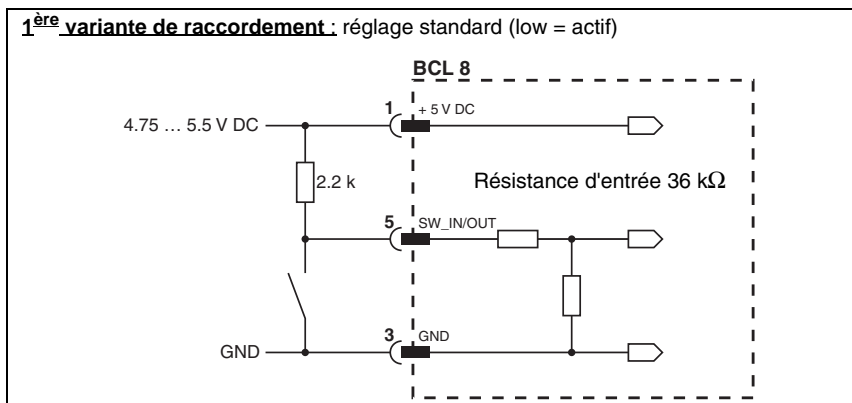 1ère variante de raccordement : réglage standard (low = actif)
BCL 8
1
+ 5 V DC
4.75 … 5.5 V DC
2.2 k
Résistance d'entrée 36 kΩ
5
SW_IN/OUT
3
GND
GND